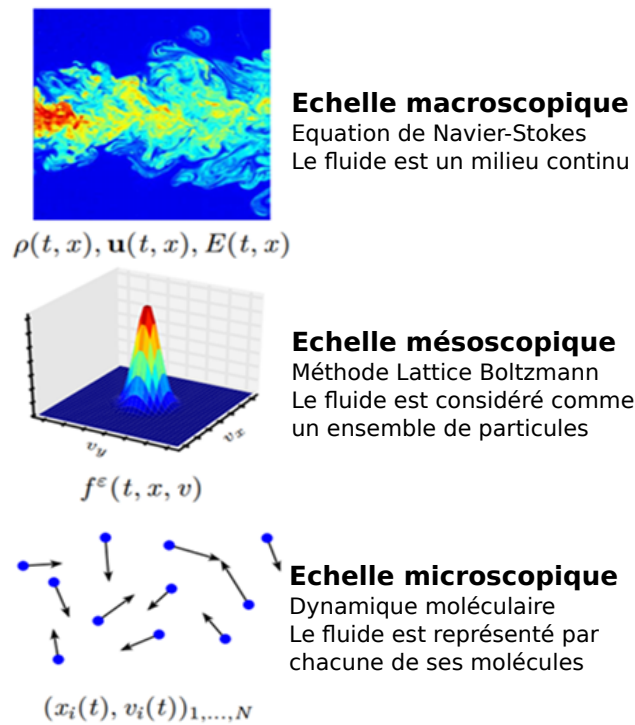 Echelle macroscopique
Equation de Navier-Stokes
Le fluide est un milieu continu
ρ(t, x), u(t, x), E(t, x)
Echelle mésoscopique
Méthode Lattice Boltzmann
Le fluide est considéré comme
un ensemble de particules
v_y
v_x
f^ε(t, x, v)
Echelle microscopique
Dynamique moléculaire
Le fluide est représenté par
chacune de ses molécules
(x_i(t), v_i(t))_{1,...,N}